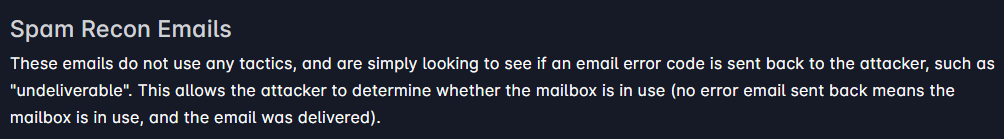 Spam Recon Emails
These emails do not use any tactics, and are simply looking to see if an email error code is sent back to the attacker, such as
"undeliverable". This allows the attacker to determine whether the mailbox is in use (no error email sent back means the
mailbox is in use, and the email was delivered).